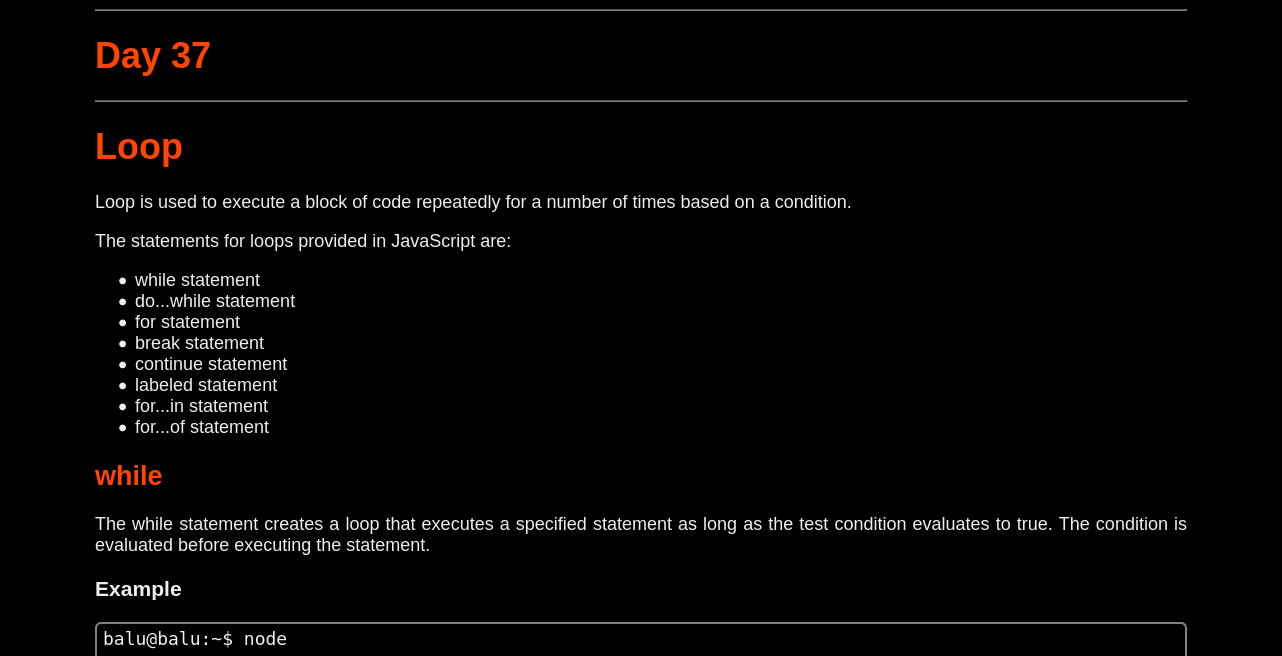 Day 37
Loop
Loop is used to execute a block of code repeatedly for a number of times based on a condition.
The statements for loops provided in JavaScript are:
• while statement
• do...while statement
• for statement
• break statement
• continue statement
• labeled statement
• for...in statement
• for...of statement
while
The while statement creates a loop that executes a specified statement as long as the test condition evaluates to true. The condition is
evaluated before executing the statement.
Example
balu@balu:~$ node